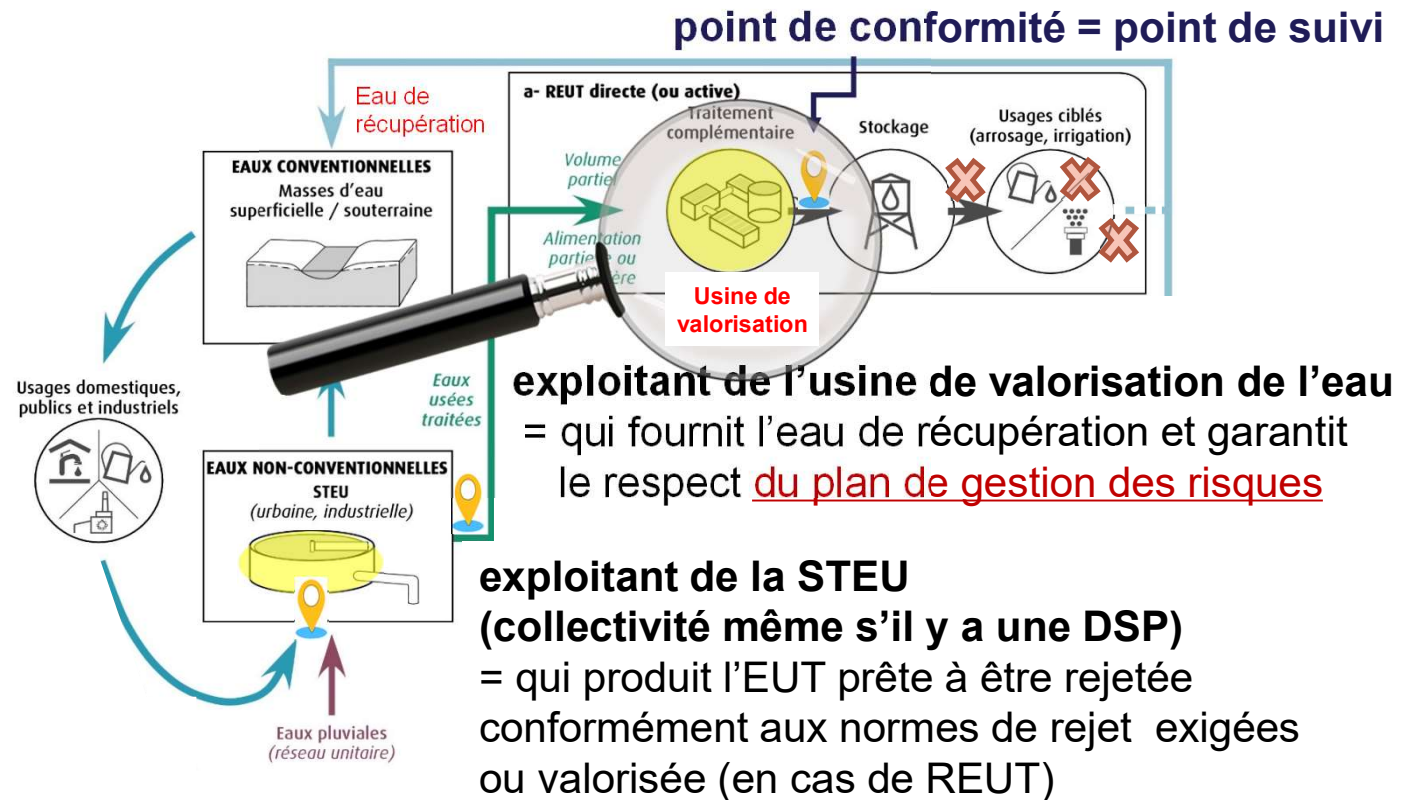 point de conformité = point de suivi
Eau de
récupération
a- REUT directe (ou active)
Traitement
complémentaire
Stockage
Usages ciblés
(arrosage, irrigation)
EAUX CONVENTIONNELLES
Masses d'eau
superficielle / souterraine
Volume
partiel
Alimentation
ou
Usine de
valorisation
Usages domestiques,
publics et industriels
Eaux
usées
traitées
exploitant de l'usine de valorisation de l'eau
= qui fournit l'eau de récupération et garantit
le respect du plan de gestion des risques
EAUX NON-CONVENTIONNELLES
STEU
(urbaine, industrielle)
exploitant de la STEU
(collectivité même s'il y a une DSP)
= qui produit l'EUT prête à être rejetée
conformément aux normes de rejet exigées
ou valorisée (en cas de REUT)
Eaux pluviales
(réseau unitaire)